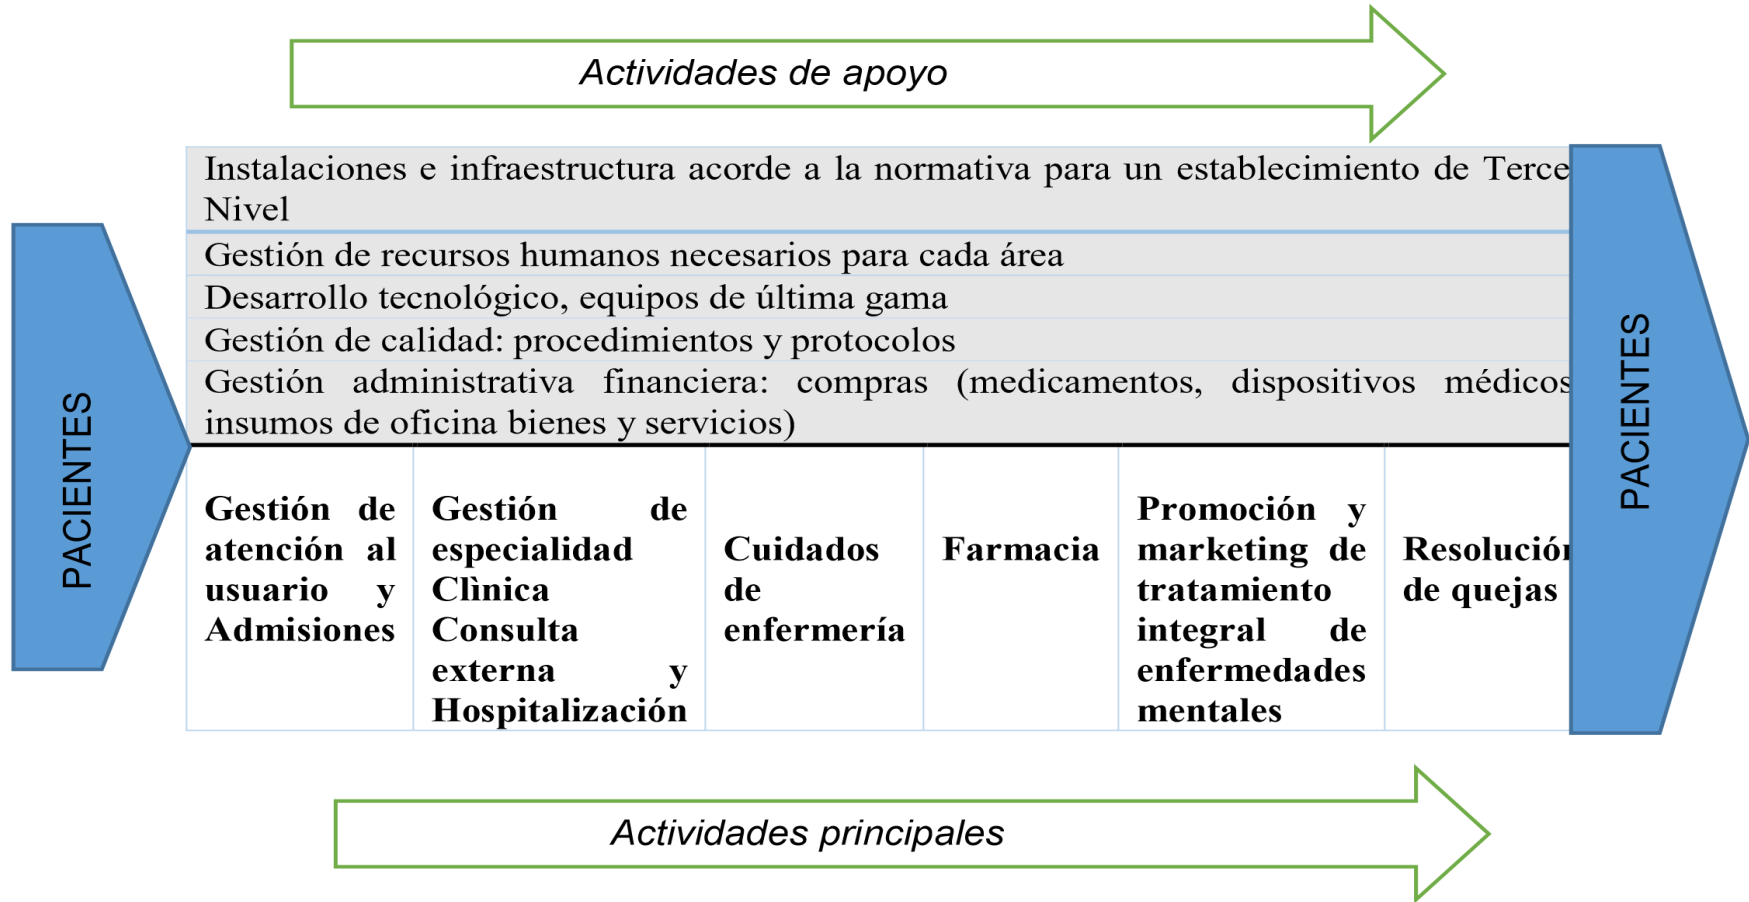 Actividades de apoyo
Instalaciones e infraestructura acorde a la normativa para un establecimiento de Terce
Nivel
Gestión de recursos humanos necesarios para cada área
Desarrollo tecnológico, equipos de última gama
Gestión de calidad: procedimientos y protocolos
Gestión administrativa financiera: compras (medicamentos, dispositivos médicos
insumos de oficina bienes y servicios)
PACIENTES
Gestión de
atención al
usuario y
Admisiones
Gestión de
especialidad
Clìnica
Consulta
externa y
Hospitalización
Cuidados
de
enfermería
Farmacia
Promoción y
marketing de
tratamiento
integral de
enfermedades
mentales
Resolución
de quejas
PACIENTES
Actividades principales